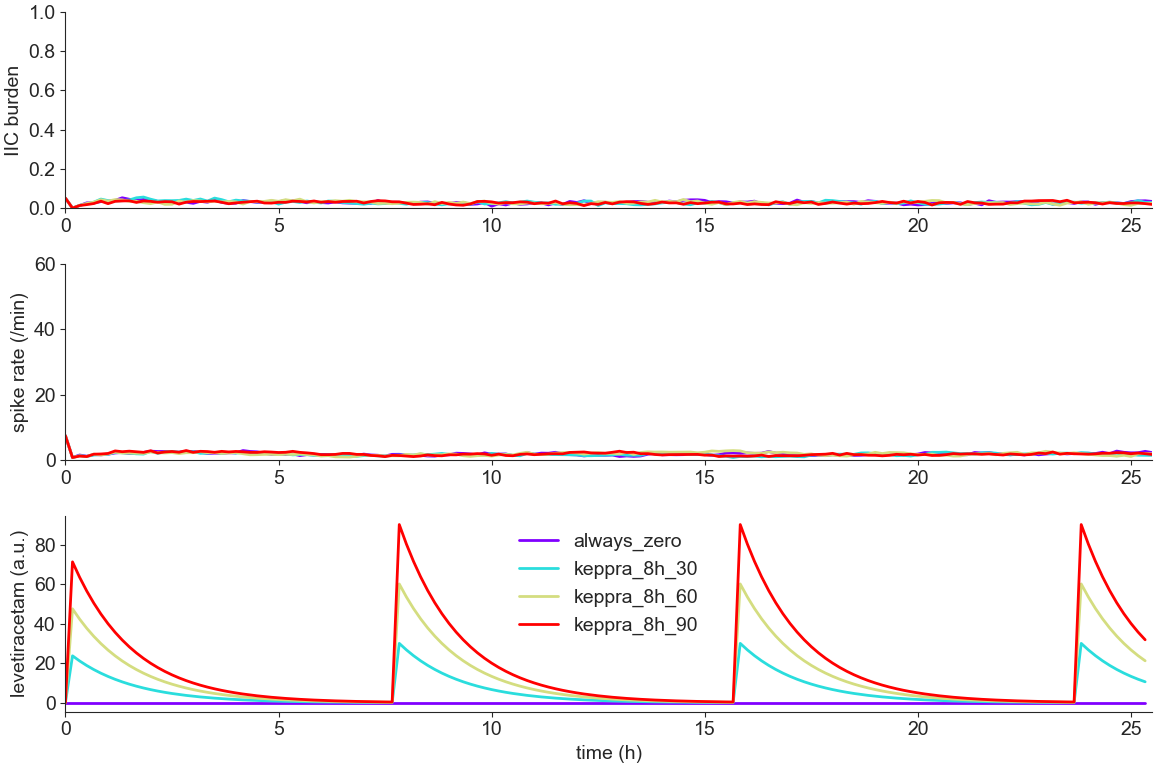 IIC burden
1.0
0.8
0.6
0.4
0.2
0.0
0 5 10 15 20 25
spike rate (/min)
60
40
20
0
0 5 10 15 20 25
levetiracetam (a.u.)
80
60
40
20
0
always_zero
keppra_8h_30
keppra_8h_60
keppra_8h_90
0 5 10 15 20 25
time (h)